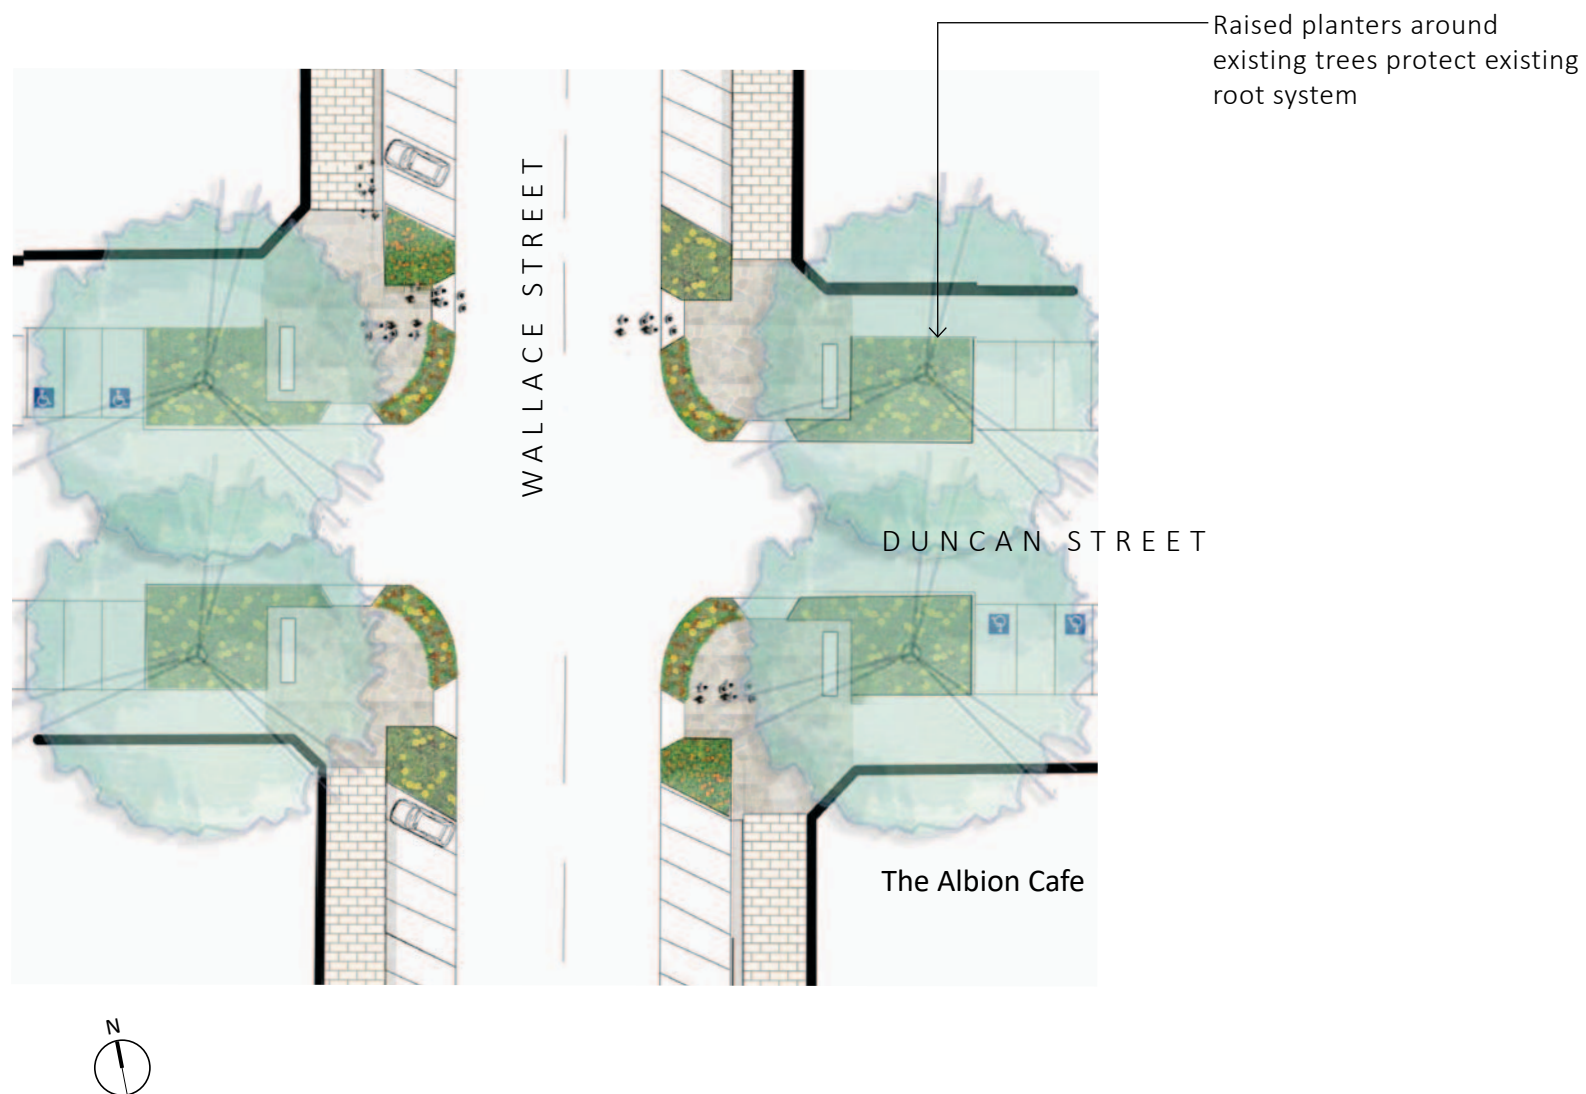 Raised planters around
existing trees protect existing
root system
WALLACE STREET
DUNCAN STREET
The Albion Cafe
N